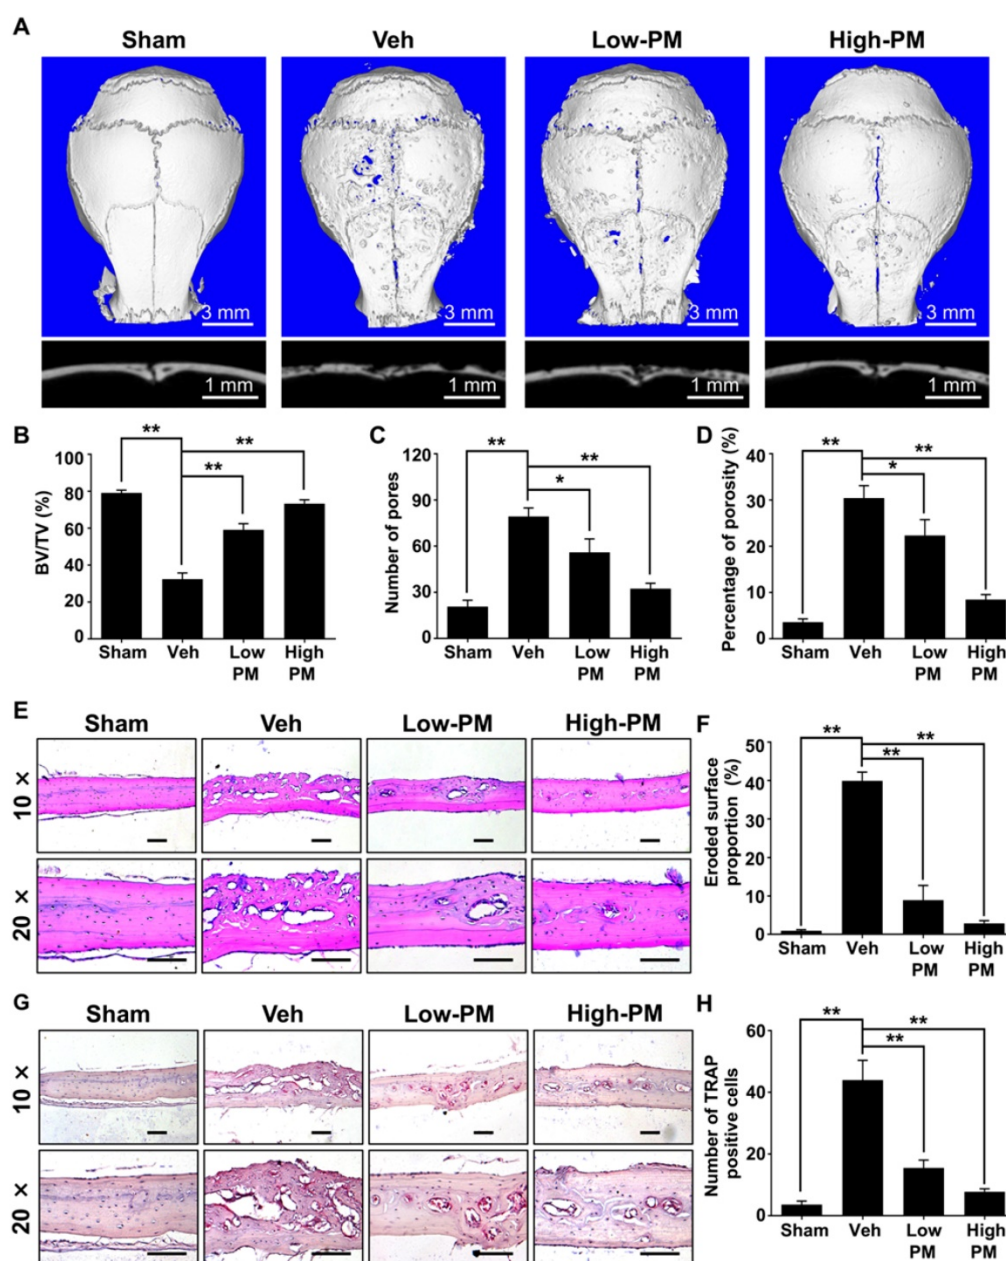 A
Sham Veh Low-PM High-PM
3 mm 3 mm 3 mm 3 mm
1 mm 1 mm 1 mm 1 mm
B
BV/TV (%)
100
80
60
40
20
0
** ** **
Sham Veh Low PM High PM
C
Number of pores
120
90
60
30
0
** ** *
Sham Veh Low PM High PM
D
Percentage of porosity (%)
40
30
20
10
0
** ** *
Sham Veh Low PM High PM
E
Sham Veh Low-PM High-PM
10 ×
20 ×
F
Eroded surface
proportion (%)
50
40
30
20
10
0
** ** **
Sham Veh Low PM High PM
G
Sham Veh Low-PM High-PM
10 ×
20 ×
H
Number of TRAP
positive cells
60
40
20
0
** ** **
Sham Veh Low PM High PM